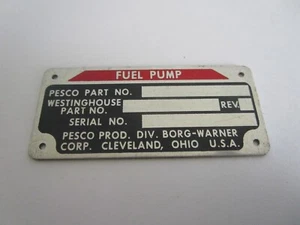 FUEL PUMP
PESCO PART NO.
WESTINGHOUSE
PART NO. REV.
SERIAL NO.
PESCO PROD. DIV. BORG-WARNER
CORP. CLEVELAND, OHIO U.S.A.